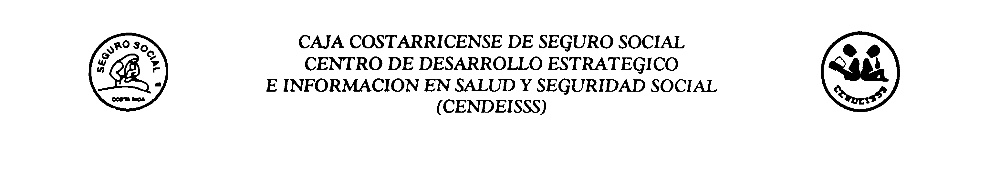 SEGURO SOCIAL
COSTA RICA
CAJA COSTARRICENSE DE SEGURO SOCIAL
CENTRO DE DESARROLLO ESTRATEGICO
E INFORMACION EN SALUD Y SEGURIDAD SOCIAL
(CENDEISSS)
CENDEISSS